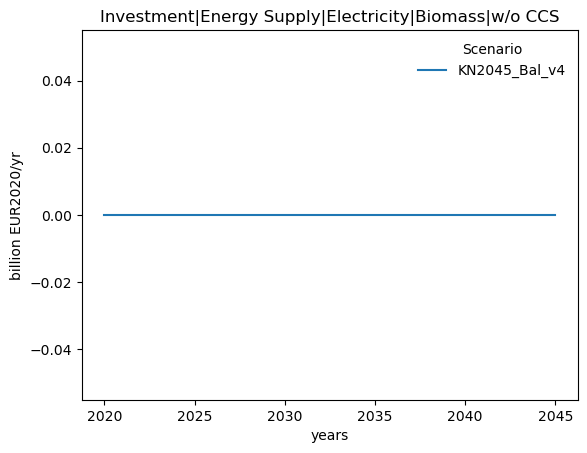 Investment|Energy Supply|Electricity|Biomass|w/o CCS
Scenario
KN2045_Bal_v4
billion EUR2020/yr
0.04
0.02
0.00
−0.02
−0.04
2020 2025 2030 2035 2040 2045
years